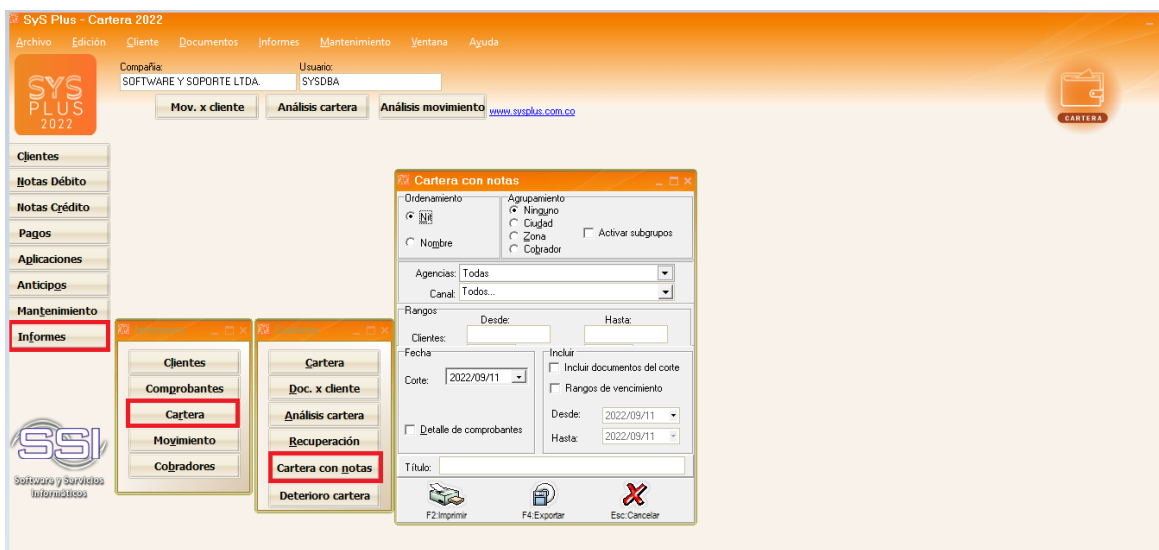 SyS Plus - Cartera 2022
Archivo Edición Cliente Documentos Informes Mantenimiento Ventana Ayuda
SYS
PLUS
2022
Compañia: Usuario:
SOFTWARE Y SOPORTE LTDA. SYSDBA
Mov. x cliente Análisis cartera Análisis movimiento www.sysplus.com.co
CARTERA
Clientes
Notas Débito
Notas Crédito
Pagos
Aplicaciones
Anticipos
Mantenimiento
Informes
SSI
Software y Servicios
Informáticos
Informes
Clientes
Comprobantes
Cartera
Movimiento
Cobradores
Cartera
Doc. x cliente
Análisis cartera
Recuperación
Cartera con notas
Deterioro cartera
Cartera con notas
Ordenamiento
Nit
Nombre
Agrupamiento
Ninguno
Ciudad
Zona
Cobrador
Activar subgrupos
Agencias: Todas
Canal: Todos...
Rangos
Desde: Hasta:
Clientes:
Fecha
Corte: 2022/09/11
Detalle de comprobantes
Incluir
Incluir documentos del corte
Rangos de vencimiento
Desde: 2022/09/11
Hasta: 2022/09/11
Título:
F2:Imprimir F4:Exportar Esc:Cancelar